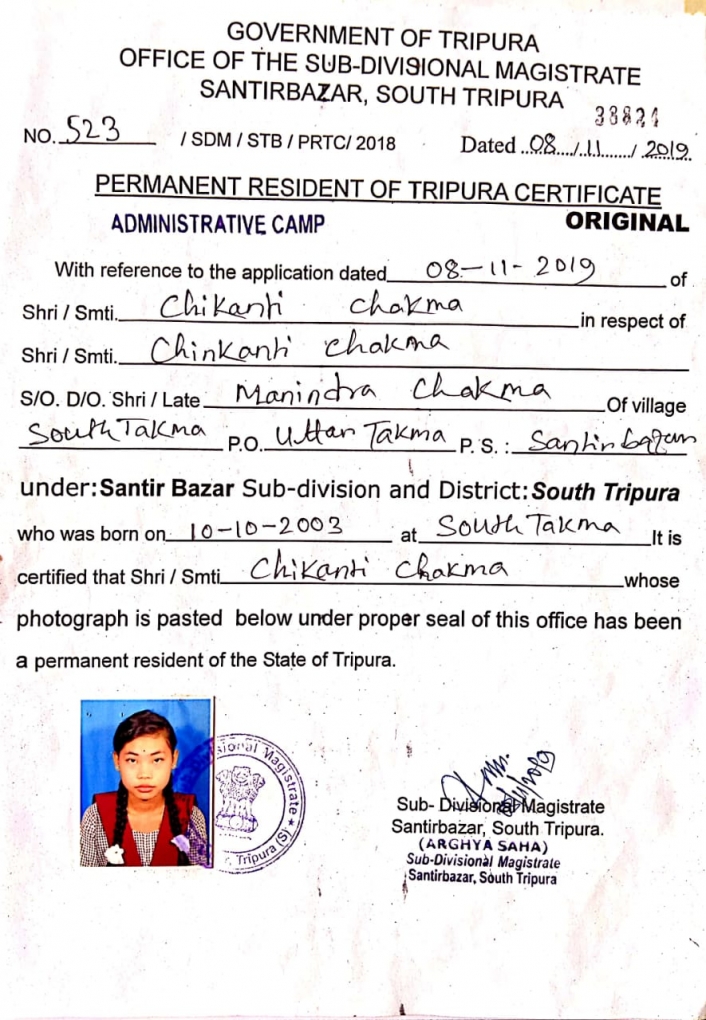 GOVERNMENT OF TRIPURA
OFFICE OF THE SUB-DIVISIONAL MAGISTRATE
SANTIRBAZAR, SOUTH TRIPURA
33824
NO. 523 / SDM / STB / PRTC/ 2018 Dated 08/11/2019
PERMANENT RESIDENT OF TRIPURA CERTIFICATE
ADMINISTRATIVE CAMP ORIGINAL
With reference to the application dated 08-11-2019 of
Shri / Smti. Chikanti Chakma in respect of
Shri / Smti. Chinkanti Chakma
S/O. D/O. Shri / Late Manindra Chakma Of village
South Takma P.O. Uttar Takma P. S. : Santirbazar
under:Santir Bazar Sub-division and District:South Tripura
who was born on 10-10-2003 at South Takma It is
certified that Shri / Smti Chikanti Chakma whose
photograph is pasted below under proper seal of this office has been
a permanent resident of the State of Tripura.
sional Magistrate
Tripura (S)
Sub- Divisional Magistrate
Santirbazar, South Tripura.
(ARGHYA SAHA)
Sub-Divisional Magistrate
Santirbazar, South Tripura